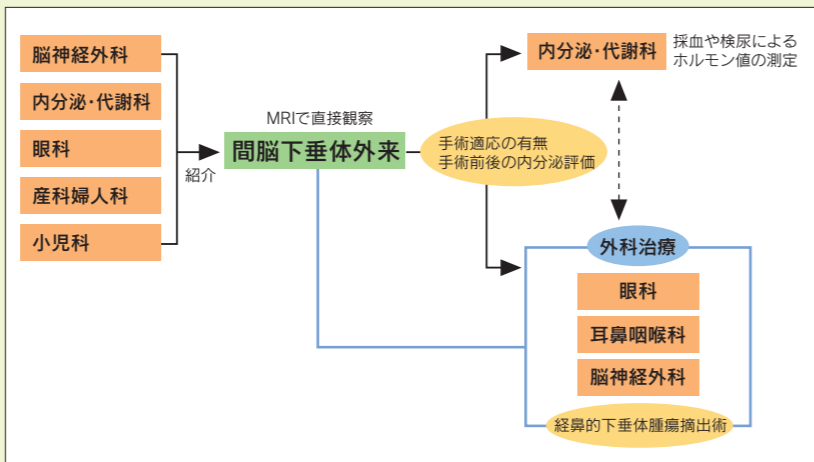 脳神経外科
内分泌・代謝科
眼科
産科婦人科
小児科
紹介
MRIで直接観察
間脳下垂体外来
手術適応の有無
手術前後の内分泌評価
内分泌・代謝科
採血や検尿による
ホルモン値の測定
外科治療
眼科
耳鼻咽喉科
脳神経外科
経鼻的下垂体腫瘍摘出術